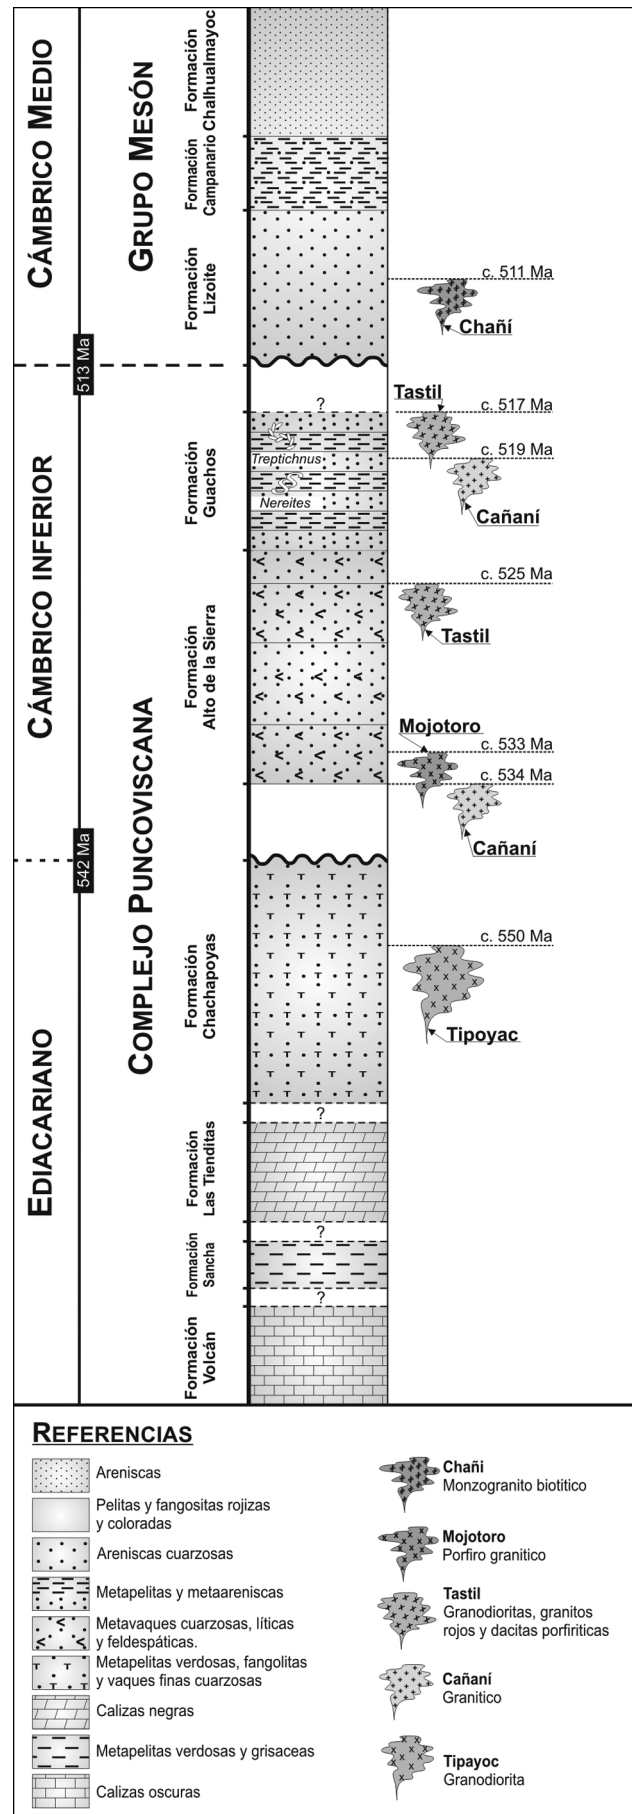 CÁMBRICO MEDIO
513 Ma
CÁMBRICO INFERIOR
542 Ma
EDIACARIANO
GRUPO MESÓN
COMPLEJO PUNCOVISCANA
Formación
Chalhualmayoc
Formación
Campanario
Formación
Lizoite
Formación
Guachos
Formación
Alto de la Sierra
Formación
Chachapoyas
Formación
Las Tienditas
Formación
Sancha
Formación
Volcán
?
Treptichnus
Nereites
?
?
?
c. 511 Ma
Chañí
Tastil
c. 517 Ma
c. 519 Ma
Cañaní
c. 525 Ma
Tastil
Mojotoro
c. 533 Ma
c. 534 Ma
Cañaní
c. 550 Ma
Tipoyac
REFERENCIAS
Areniscas
Pelitas y fangositas rojizas
y coloradas
Areniscas cuarzosas
Metapelitas y metaareniscas
Metavaques cuarzosas, líticas
y feldespáticas.
Metapelitas verdosas, fangolitas
y vaques finas cuarzosas
Calizas negras
Metapelitas verdosas y grisaceas
Calizas oscuras
Chañi
Monzogranito biotitico
Mojotoro
Porfiro granitico
Tastil
Granodioritas, granitos
rojos y dacitas porfiriticas
Cañaní
Granitico
Tipayoc
Granodiorita